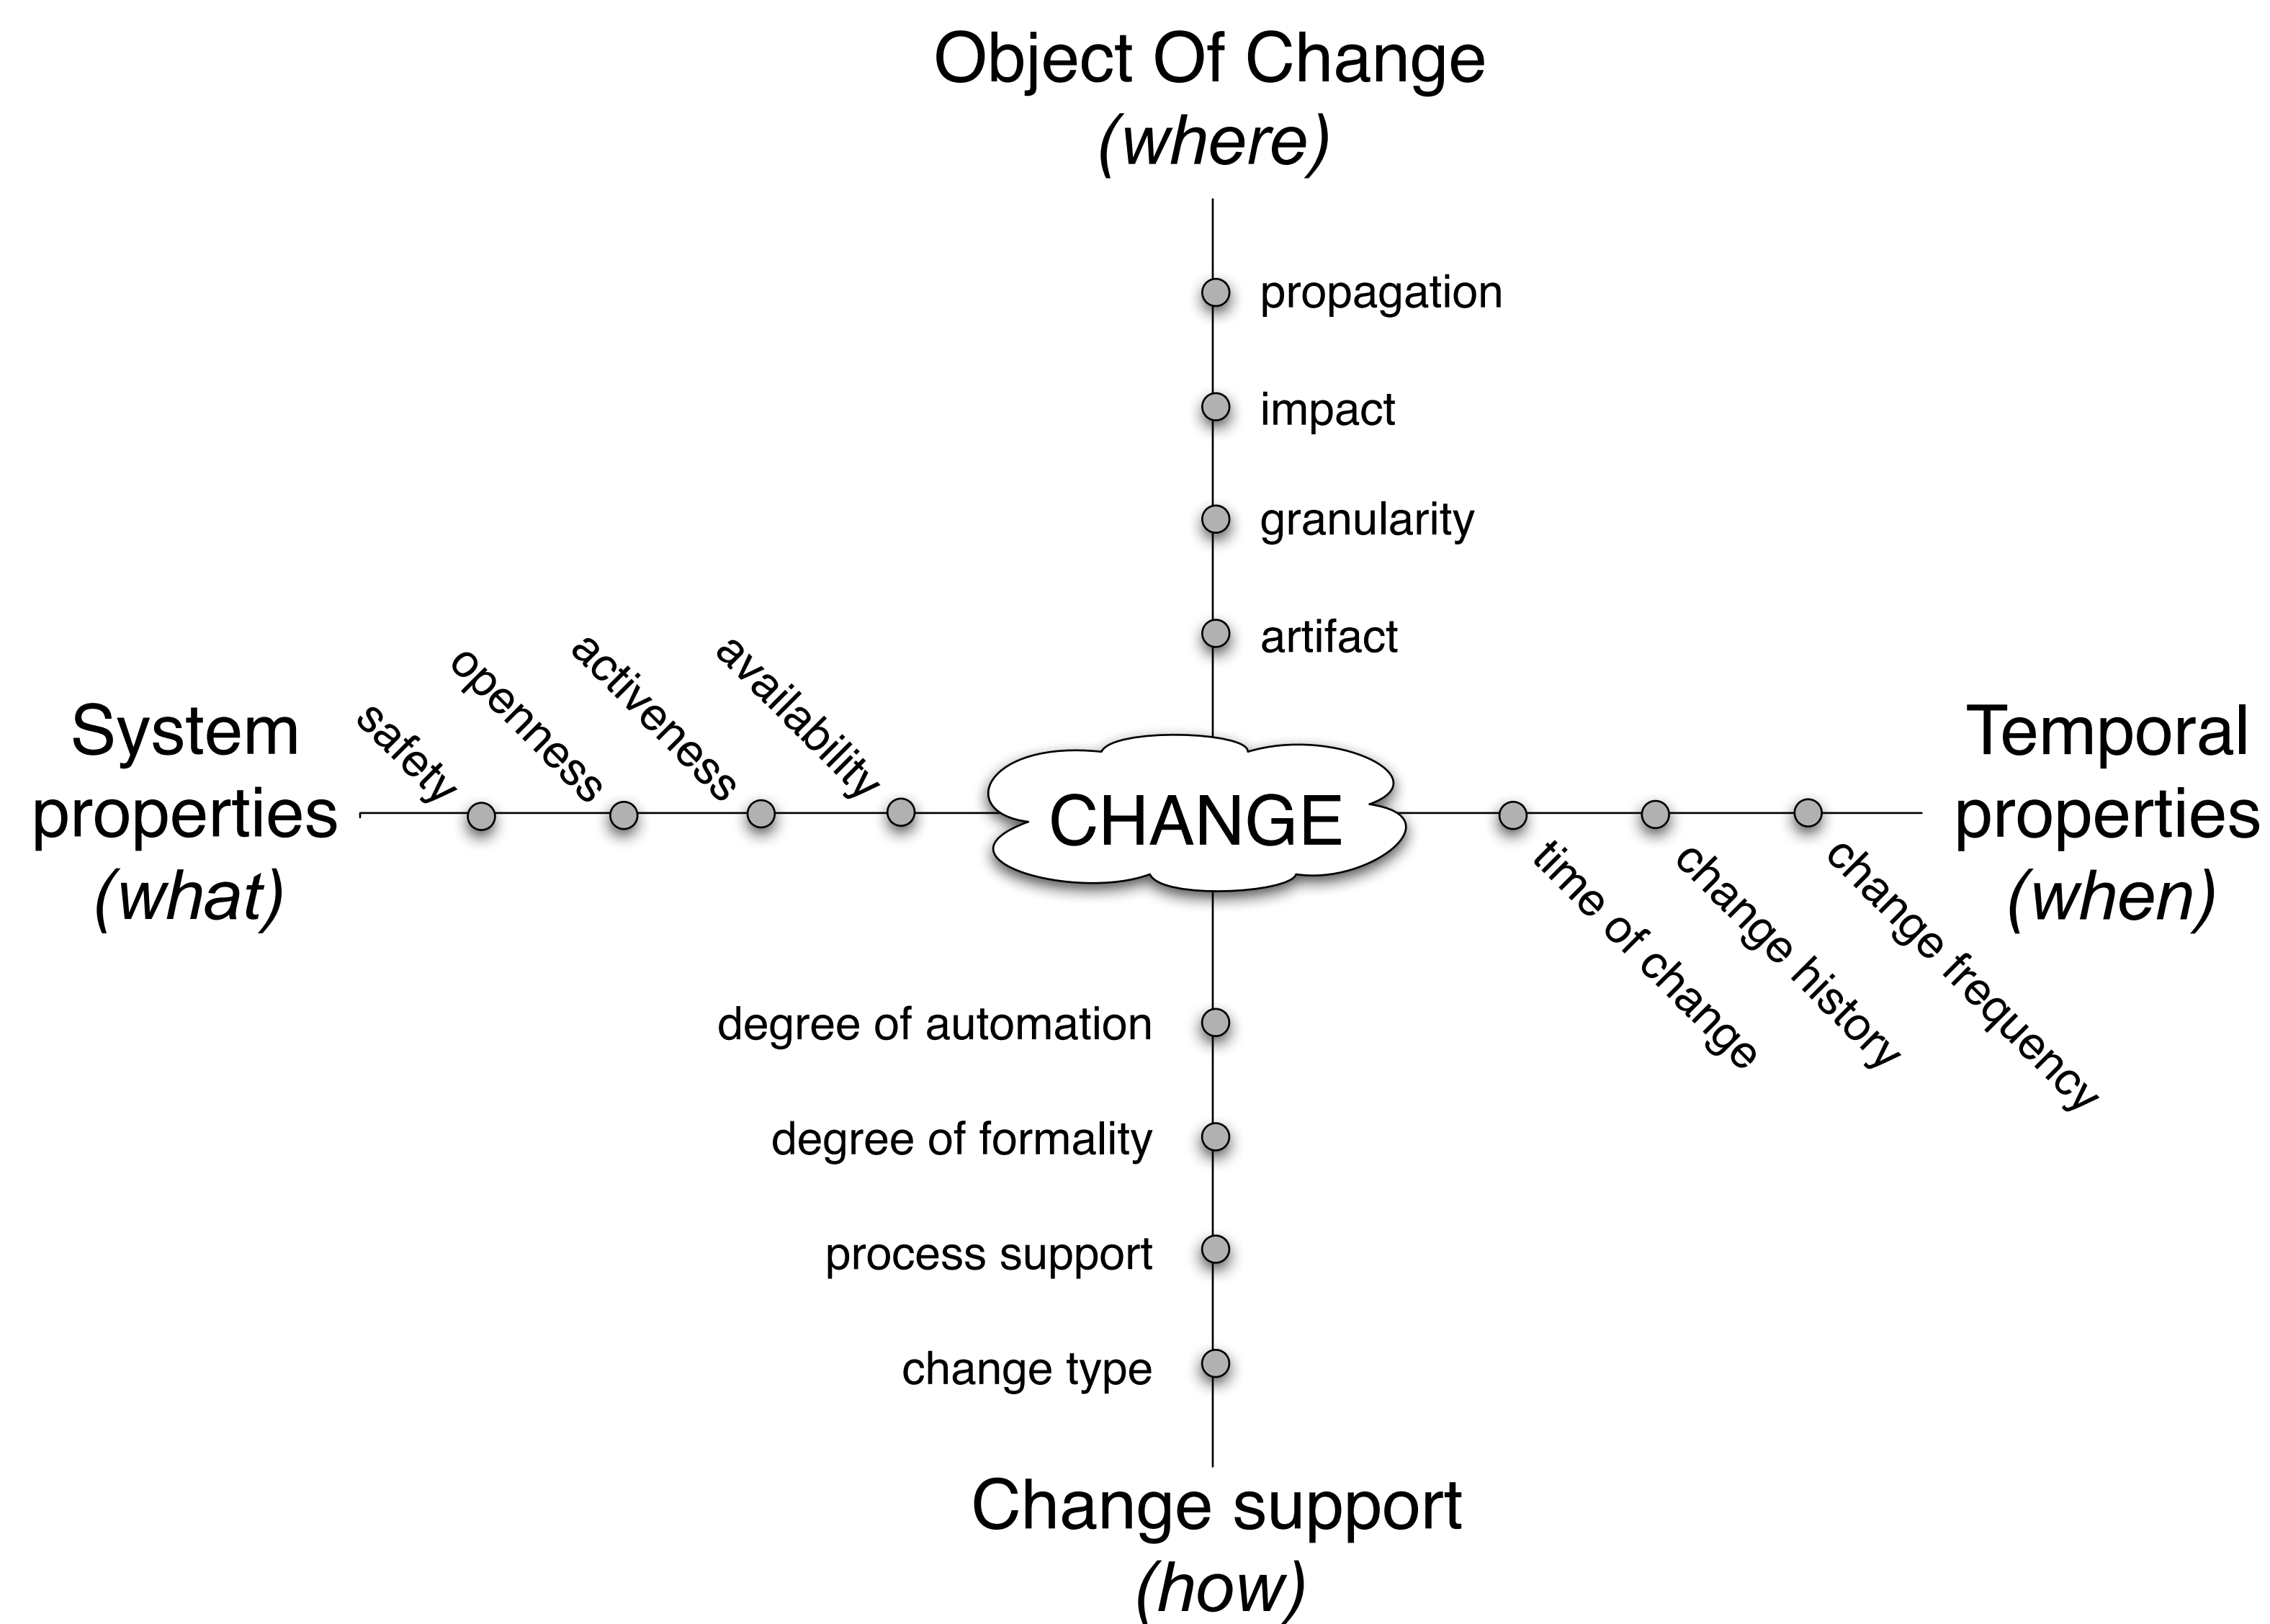 Object Of Change
(where)
propagation
impact
granularity
artifact
System
properties
(what)
safety
openness
activeness
availability
CHANGE
time of change
change history
change frequency
Temporal
properties
(when)
degree of automation
degree of formality
process support
change type
Change support
(how)